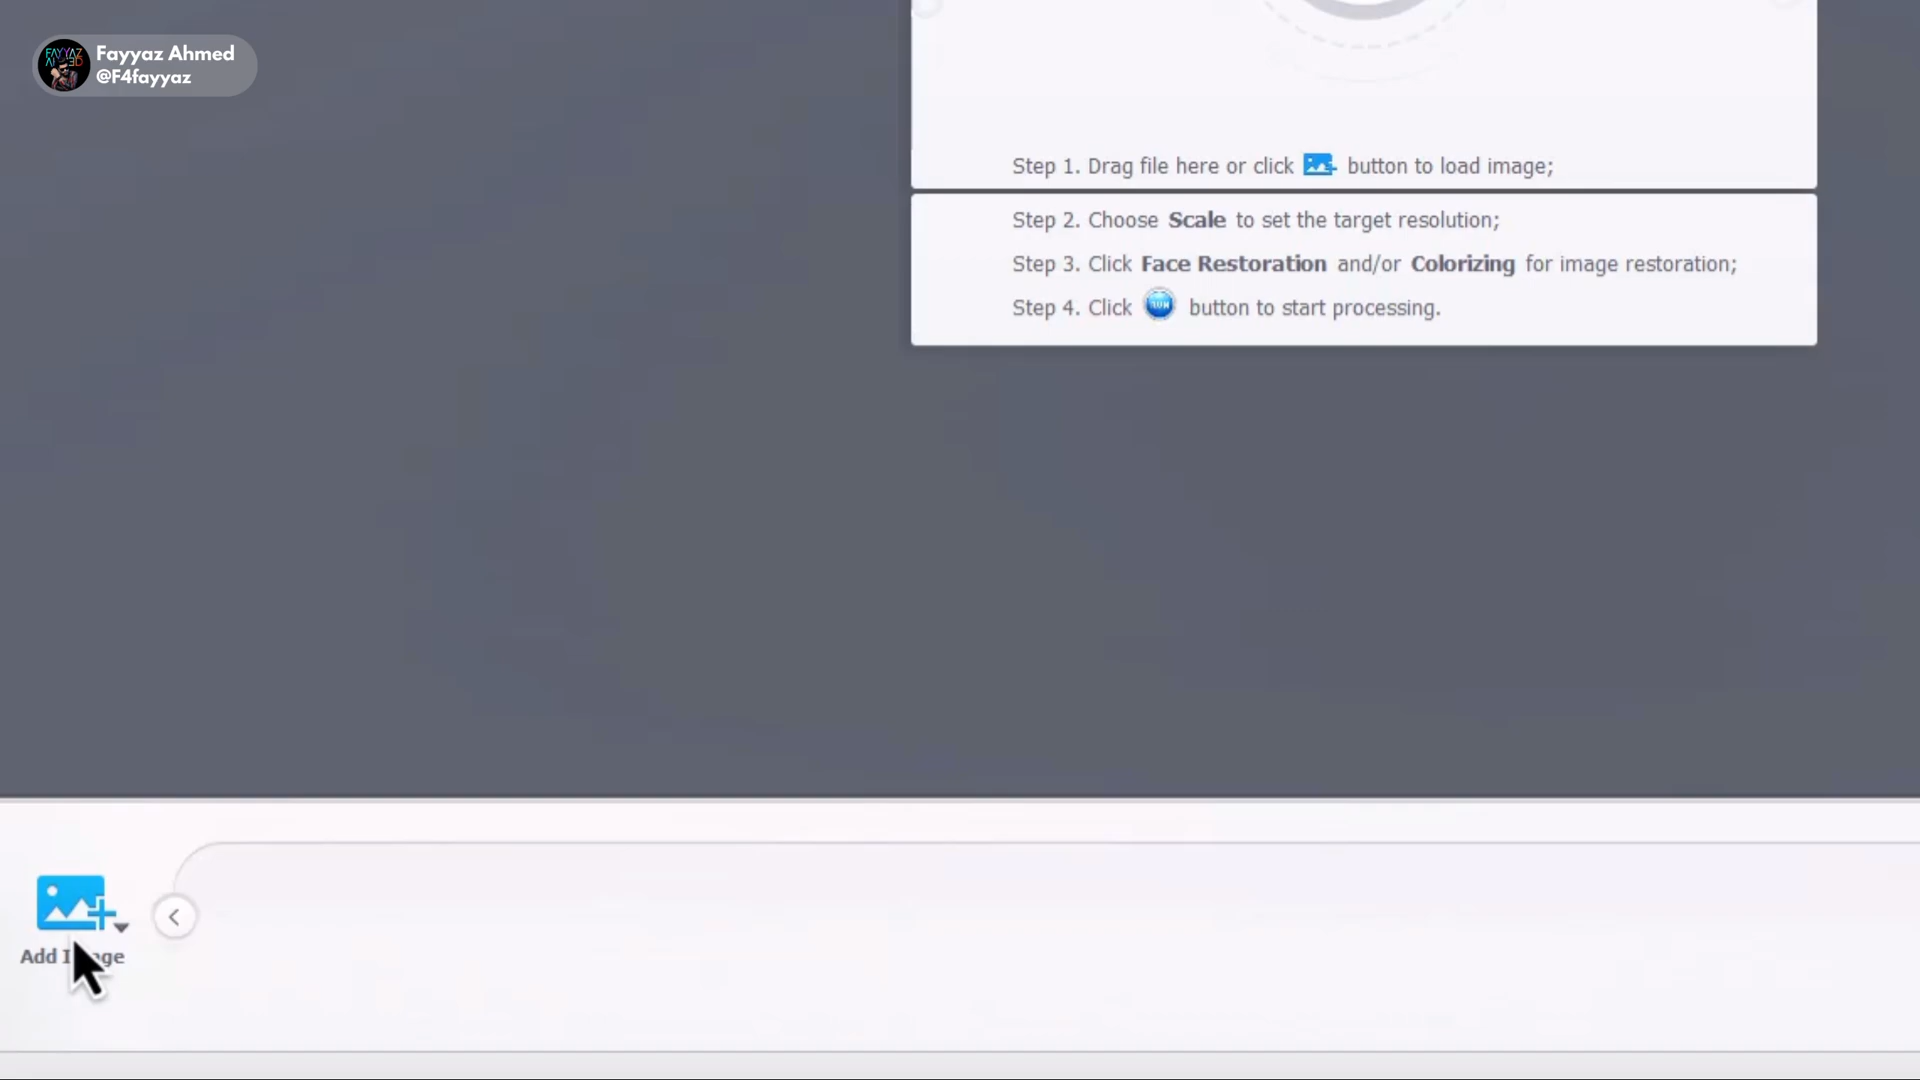 Fayyaz Ahmed
@F4fayyaz
Step 1. Drag file here or click button to load image;
Step 2. Choose Scale to set the target resolution;
Step 3. Click Face Restoration and/or Colorizing for image restoration;
Step 4. Click RUN button to start processing.
Add Image